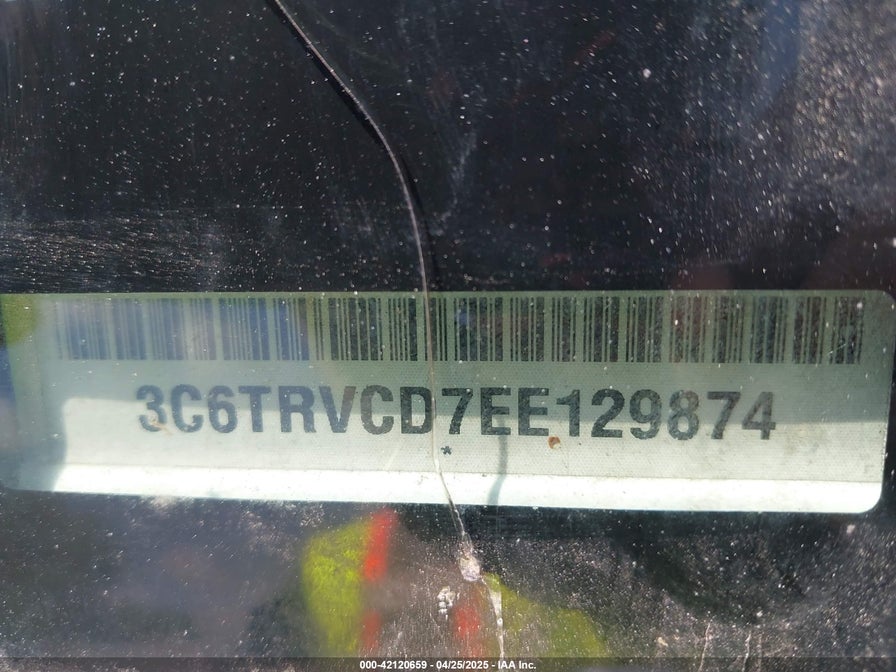 3C6TRVCD7EE129874
000-42120659 - 04/25/2025 - IAA Inc.